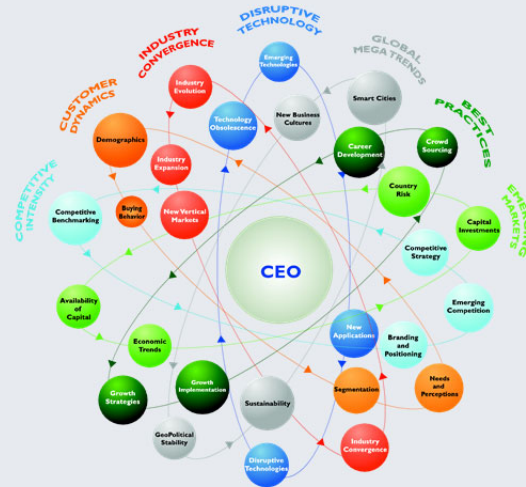 DISRUPTIVE
TECHNOLOGY
INDUSTRY
CONVERGENCE
GLOBAL
MEGA TRENDS
CUSTOMER
DYNAMICS
BEST
PRACTICES
COMPETITIVE
INTENSITY
EMERGING
MARKETS
Emerging
Technologies
Industry
Evolution
Smart Cities
Technology
Obsolescence
New Business
Cultures
Demographics
Career
Development
Crowd
Sourcing
Industry
Expansion
Country
Risk
Competitive
Benchmarking
Buying
Behavior
New Vertical
Markets
Capital
Investments
Competitive
Strategy
CEO
Availability
of
Capital
Emerging
Competition
Economic
Trends
New
Applications
Branding
and
Positioning
Growth
Strategies
Growth
Implementation
Sustainability
Segmentation
Needs
and
Perceptions
GeoPolitical
Stability
Industry
Convergence
Disruptive
Technologies